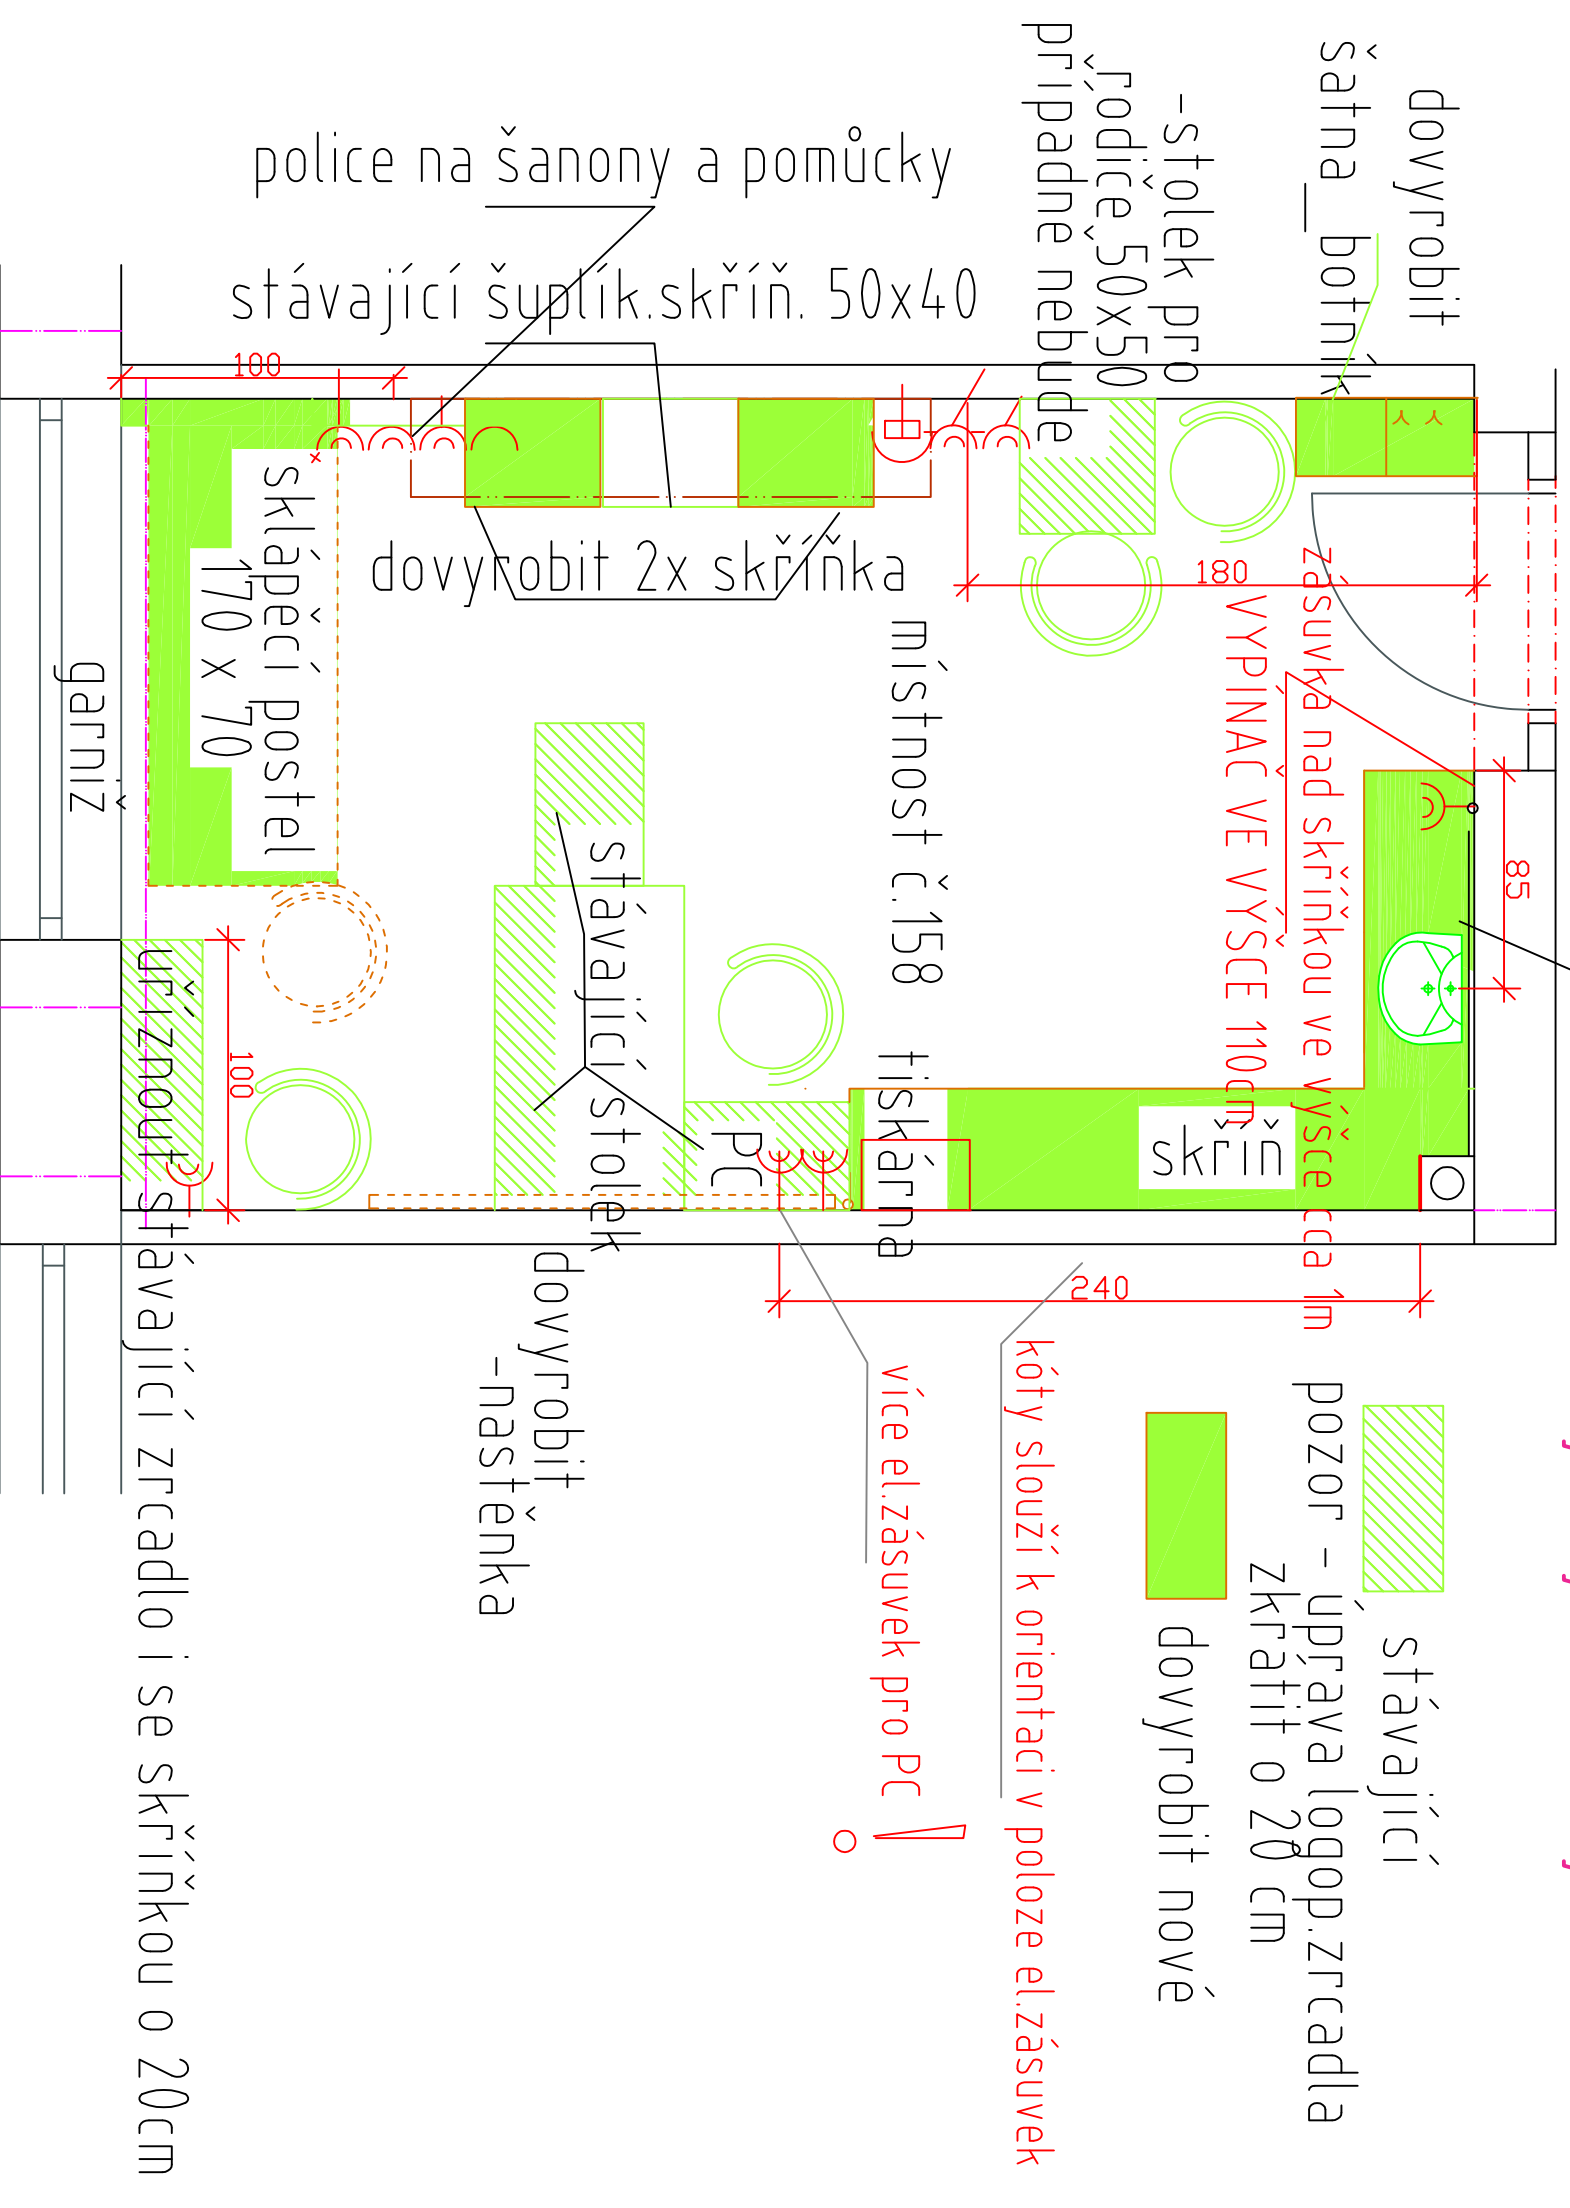 police na šanony a pomůcky
stávající šuplík.skříň. 50x40
dovyrobit
šatna_botník
-stolek pro
rodiče 50x50
případně nebude
100
dovyrobit 2x skříňka
180
zásuvka nad skříňkou ve výšce cca 1m
VYPÍNAČ VE VÝŠCE 110cm
místnost č.158
sklápěcí postel
170 x 70
garniž
85
stávající stolek
PC
tiskárna
skříň
100
uříznout stávající zrcadlo i se skříňkou o 20cm
dovyrobit
-nastěnka
240
více el.zásuvek pro PC
kóty slouží k orientaci v poloze el.zásuvek
stávající
pozor - úprava logop.zrcadla
zkrátit o 20 cm
dovyrobit nové